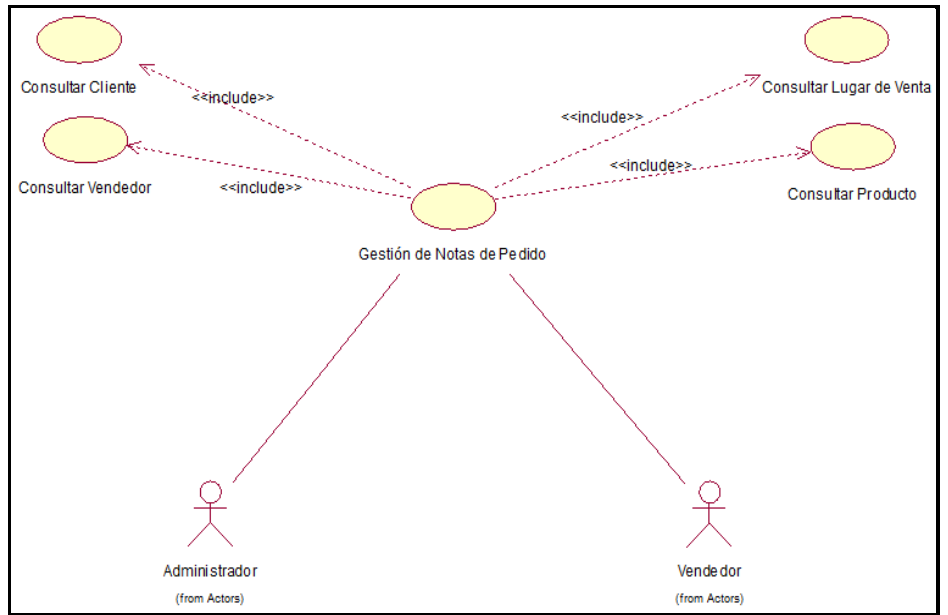 Consultar Cliente
Consultar Lugar de Venta
<<include>>
<<include>>
Consultar Vendedor
<<include>>
<<include>>
Consultar Producto
Gestión de Notas de Pedido
Administrador
(from Actors)
Vendedor
(from Actors)